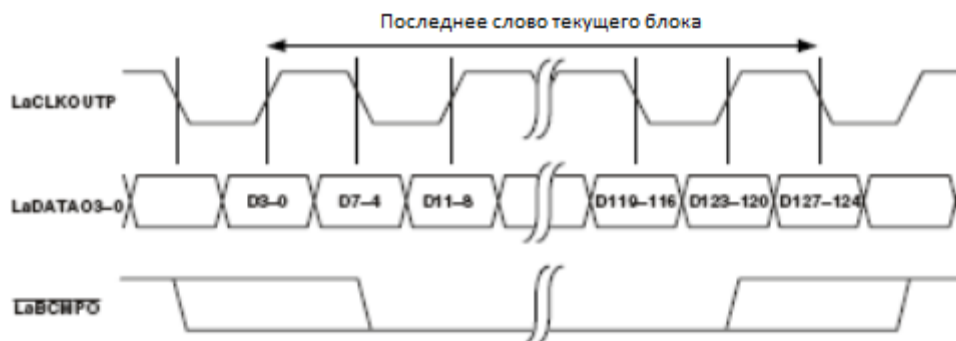 Последнее слово текущего блока
LaCLKOUTP
LaDATAO3–0
D3–0
D7–4
D11–8
D119–116
D123–120
D127–124
LaBCMPO